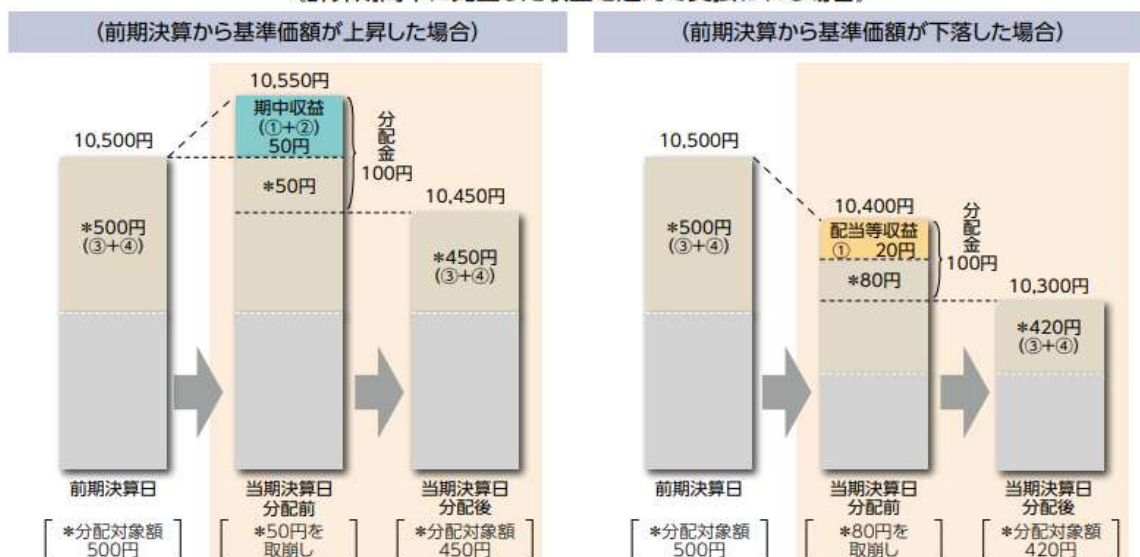 (前期決算から基準価額が上昇した場合)
10,550円
期中収益
(①+②)
50円
10,500円
分配金
100円
*50円
10,450円
*500円
(③+④)
*450円
(③+④)
前期決算日
当期決算日
分配前
当期決算日
分配後
*分配対象額
500円
*50円を
取崩し
*分配対象額
450円
(前期決算から基準価額が下落した場合)
10,500円
10,400円
配当等収益
① 20円
分配金
100円
*500円
(③+④)
*80円
10,300円
*420円
(③+④)
前期決算日
当期決算日
分配前
当期決算日
分配後
*分配対象額
500円
*80円を
取崩し
*分配対象額
420円